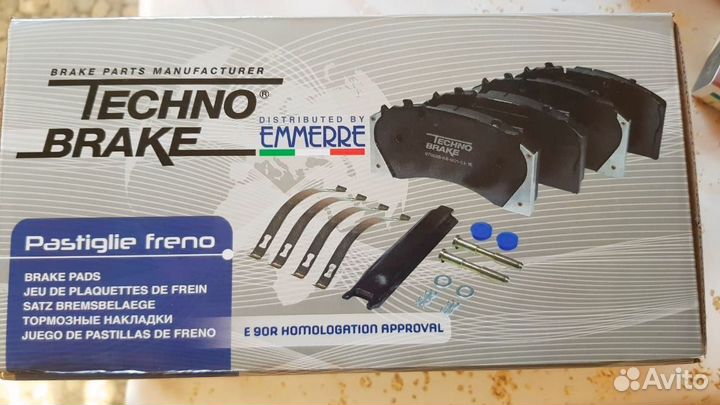 BRAKE PARTS MANUFACTURER
TECHNO®
BRAKE
DISTRIBUTED BY
EMMERRE
TECHNO
BRAKE
Pastiglie freno
BRAKE PADS
JEU DE PLAQUETTES DE FREIN
SATZ BREMSBELAEGE
ТОРМОЗНЫЕ НАКЛАДКИ
JUEGO DE PASTILLAS DE FRENO
E 90R HOMOLOGATION APPROVAL
Avito